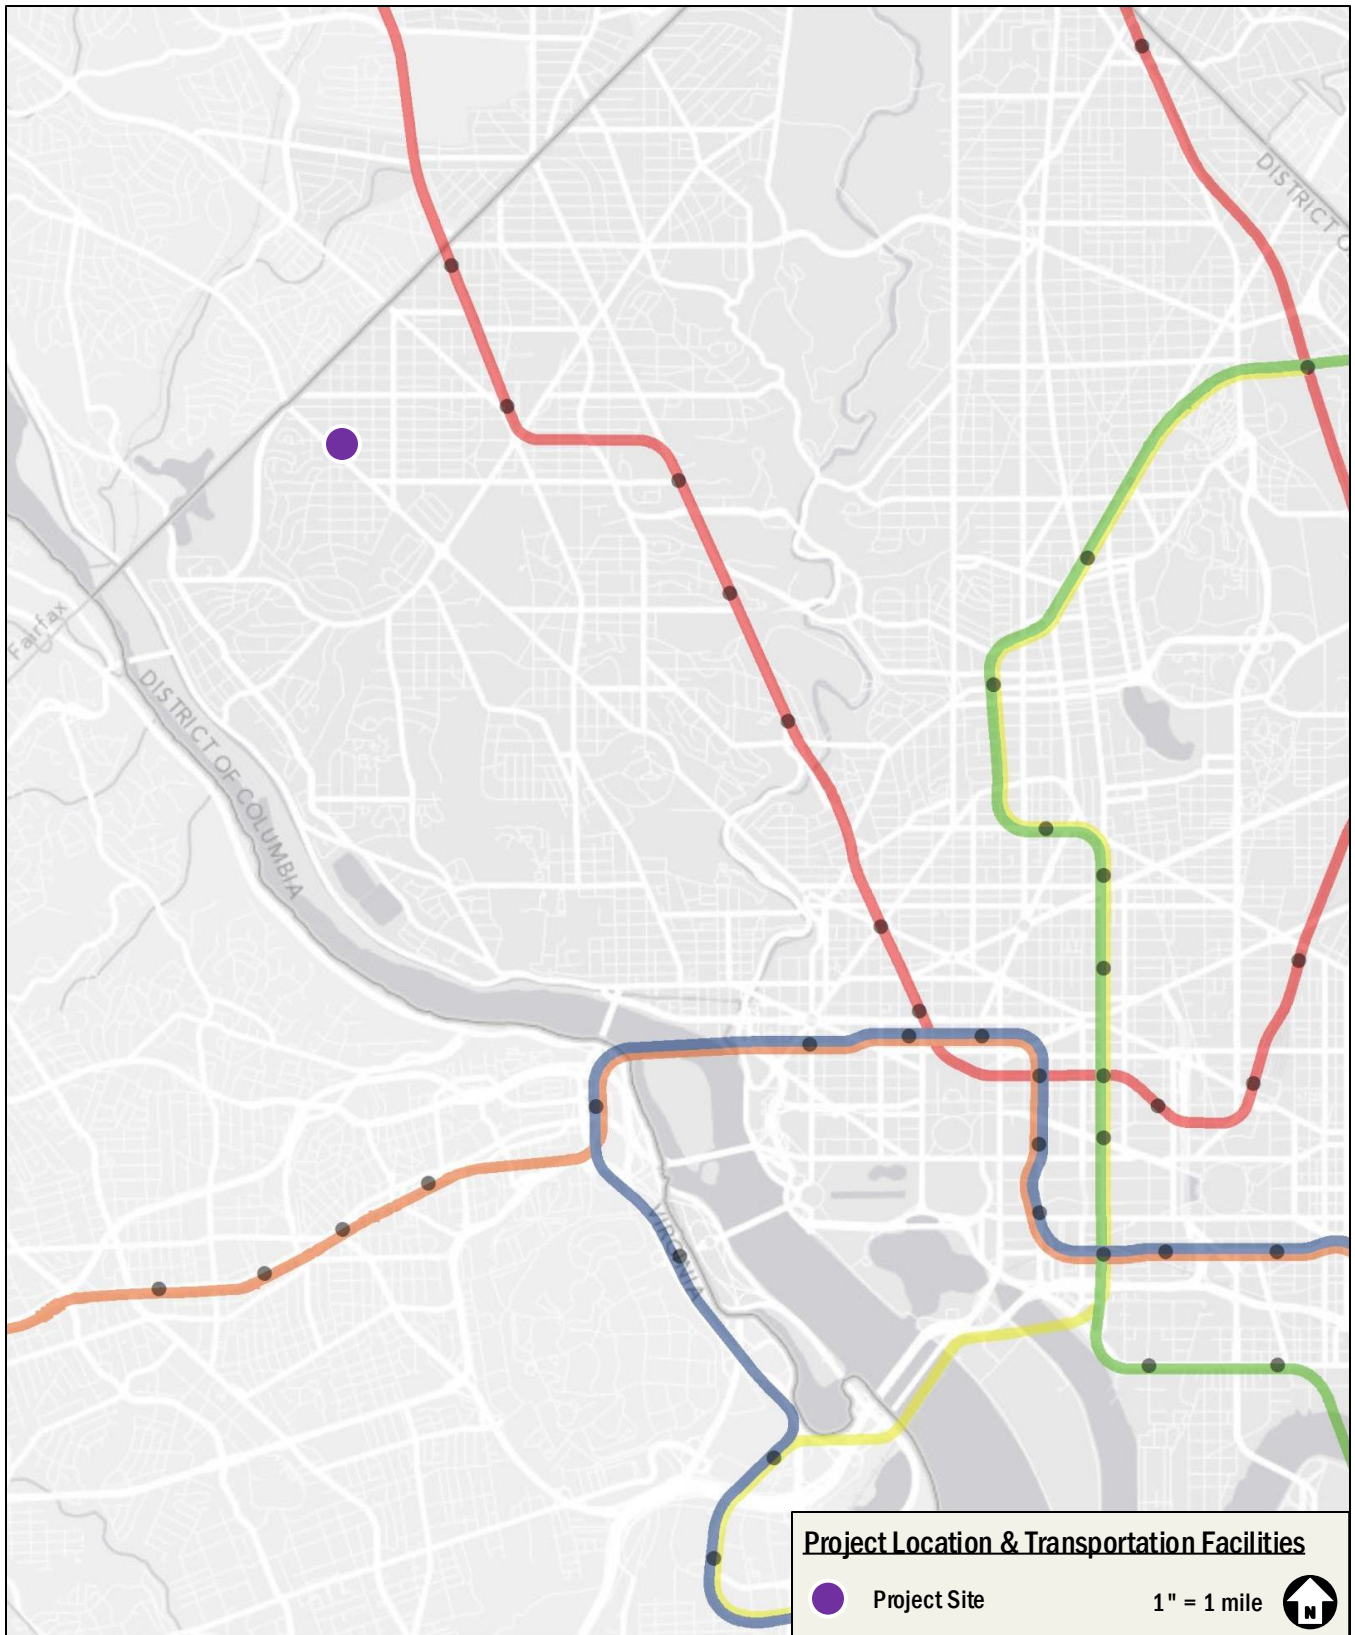 DISTRICT O
Fairfax
DISTRICT OF COLUMBIA
VIRGINIA
Project Location & Transportation Facilities
Project Site
1" = 1 mile
N